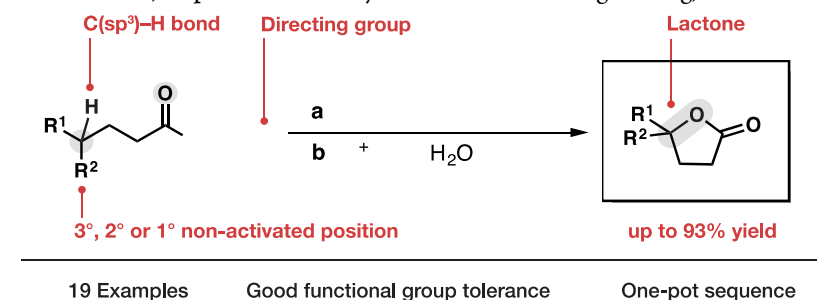 C(sp³)–H bond Directing group Lactone
H O
R¹
R²
a
b + H₂O
R¹ O
R² O
3°, 2° or 1° non-activated position up to 93% yield
19 Examples Good functional group tolerance One-pot sequence